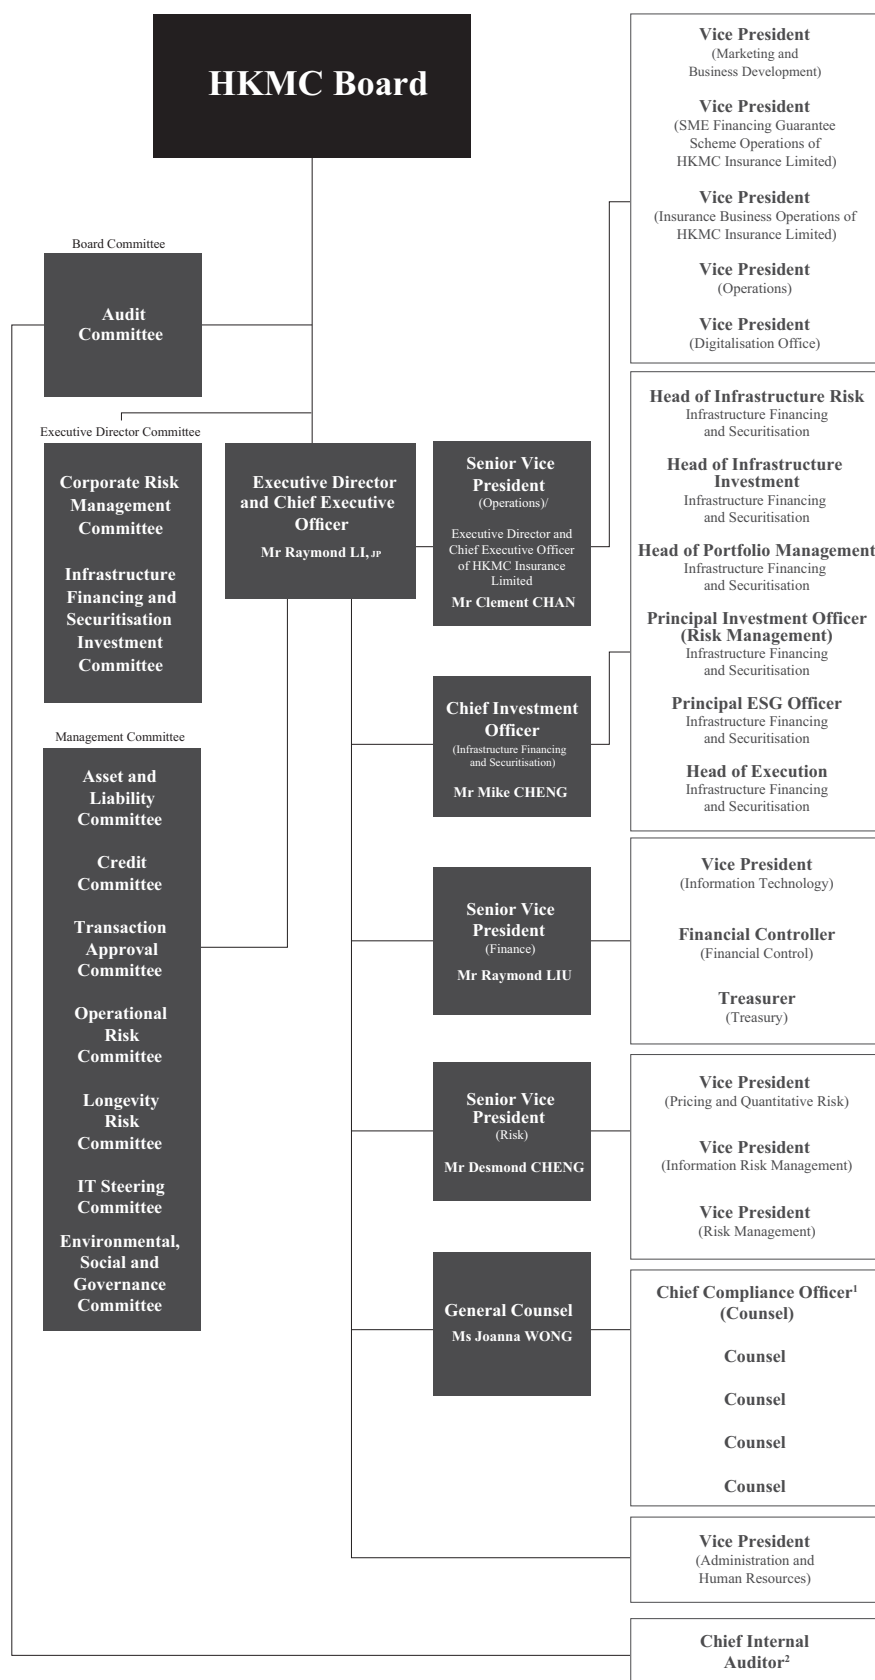 HKMC Board
Board Committee
Audit
Committee
Executive Director Committee
Corporate Risk
Management
Committee
Infrastructure
Financing and
Securitisation
Investment
Committee
Management Committee
Asset and
Liability
Committee
Credit
Committee
Transaction
Approval
Committee
Operational
Risk
Committee
Longevity
Risk
Committee
IT Steering
Committee
Environmental,
Social and
Governance
Committee
Executive Director
and Chief Executive
Officer
Mr Raymond LI, JP
Senior Vice
President
(Operations)/
Executive Director and
Chief Executive Officer
of HKMC Insurance
Limited
Mr Clement CHAN
Chief Investment
Officer
(Infrastructure Financing
and Securitisation)
Mr Mike CHENG
Senior Vice
President
(Finance)
Mr Raymond LIU
Senior Vice
President
(Risk)
Mr Desmond CHENG
General Counsel
Ms Joanna WONG
Vice President
(Marketing and
Business Development)
Vice President
(SME Financing Guarantee
Scheme Operations of
HKMC Insurance Limited)
Vice President
(Insurance Business Operations of
HKMC Insurance Limited)
Vice President
(Operations)
Vice President
(Digitalisation Office)
Head of Infrastructure Risk
Infrastructure Financing
and Securitisation
Head of Infrastructure
Investment
Infrastructure Financing
and Securitisation
Head of Portfolio Management
Infrastructure Financing
and Securitisation
Principal Investment Officer
(Risk Management)
Infrastructure Financing
and Securitisation
Principal ESG Officer
Infrastructure Financing
and Securitisation
Head of Execution
Infrastructure Financing
and Securitisation
Vice President
(Information Technology)
Financial Controller
(Financial Control)
Treasurer
(Treasury)
Vice President
(Pricing and Quantitative Risk)
Vice President
(Information Risk Management)
Vice President
(Risk Management)
Chief Compliance Officer¹
(Counsel)
Counsel
Counsel
Counsel
Counsel
Vice President
(Administration and
Human Resources)
Chief Internal
Auditor²